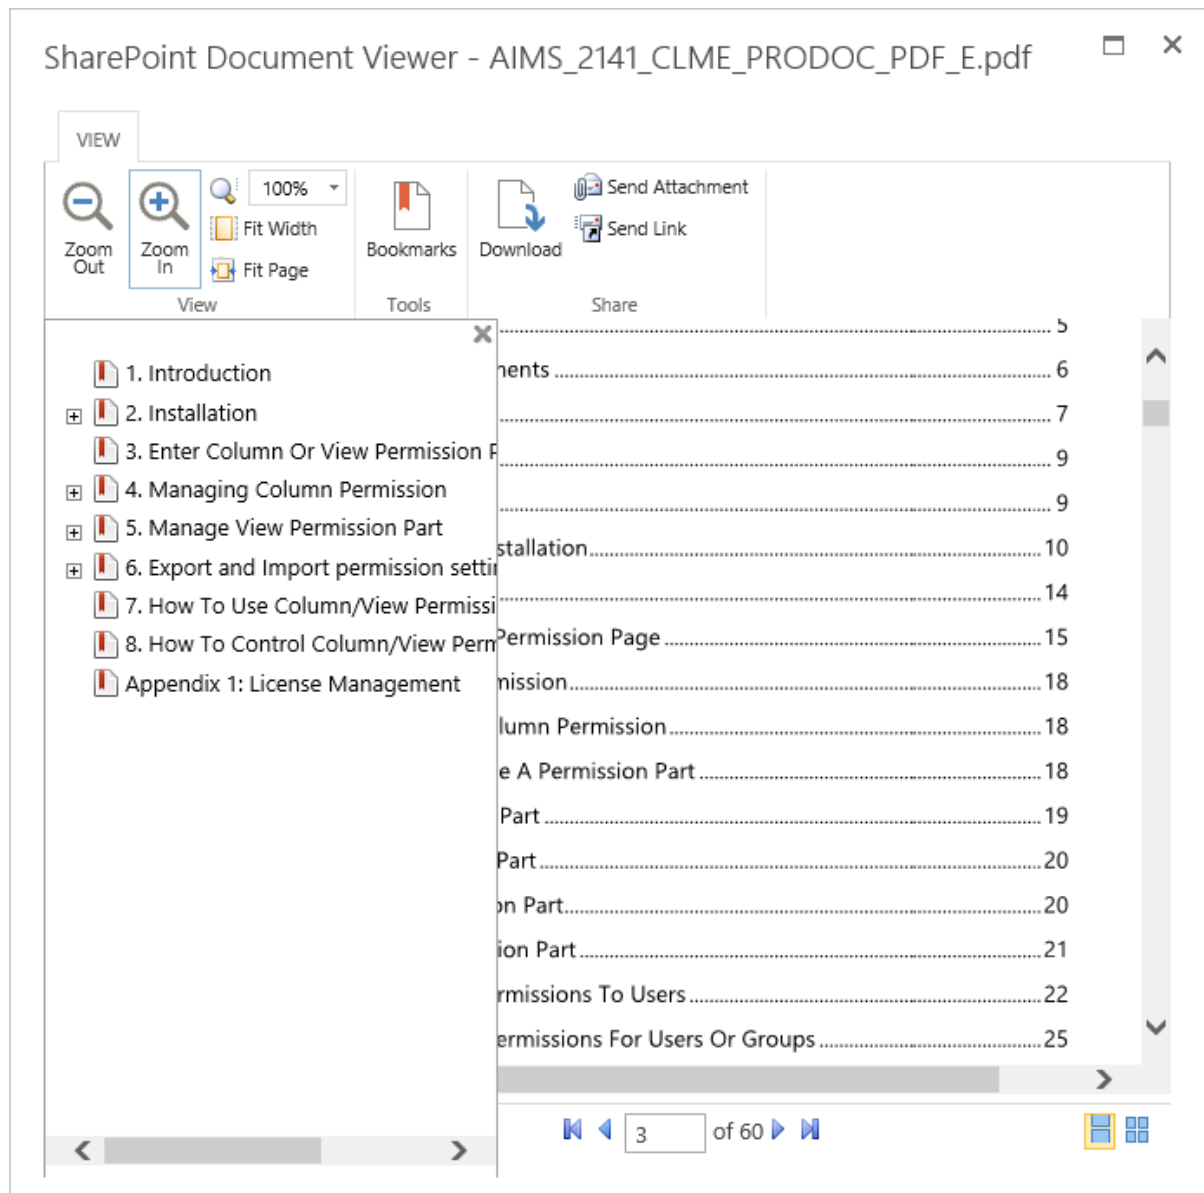 SharePoint Document Viewer - AIMS_2141_CLME_PRODOC_PDF_E.pdf
VIEW
Zoom Out
Zoom In
100%
Fit Width
Fit Page
View
Bookmarks
Tools
Download
Send Attachment
Send Link
Share
1. Introduction
2. Installation
3. Enter Column Or View Permission P
4. Managing Column Permission
5. Manage View Permission Part
6. Export and Import permission settin
7. How To Use Column/View Permissi
8. How To Control Column/View Perm
Appendix 1: License Management
5
nents 6
7
9
9
stallation 10
14
Permission Page 15
nission 18
lumn Permission 18
e A Permission Part 18
Part 19
Part 20
on Part 20
ion Part 21
rmissions To Users 22
ermissions For Users Or Groups 25
3 of 60